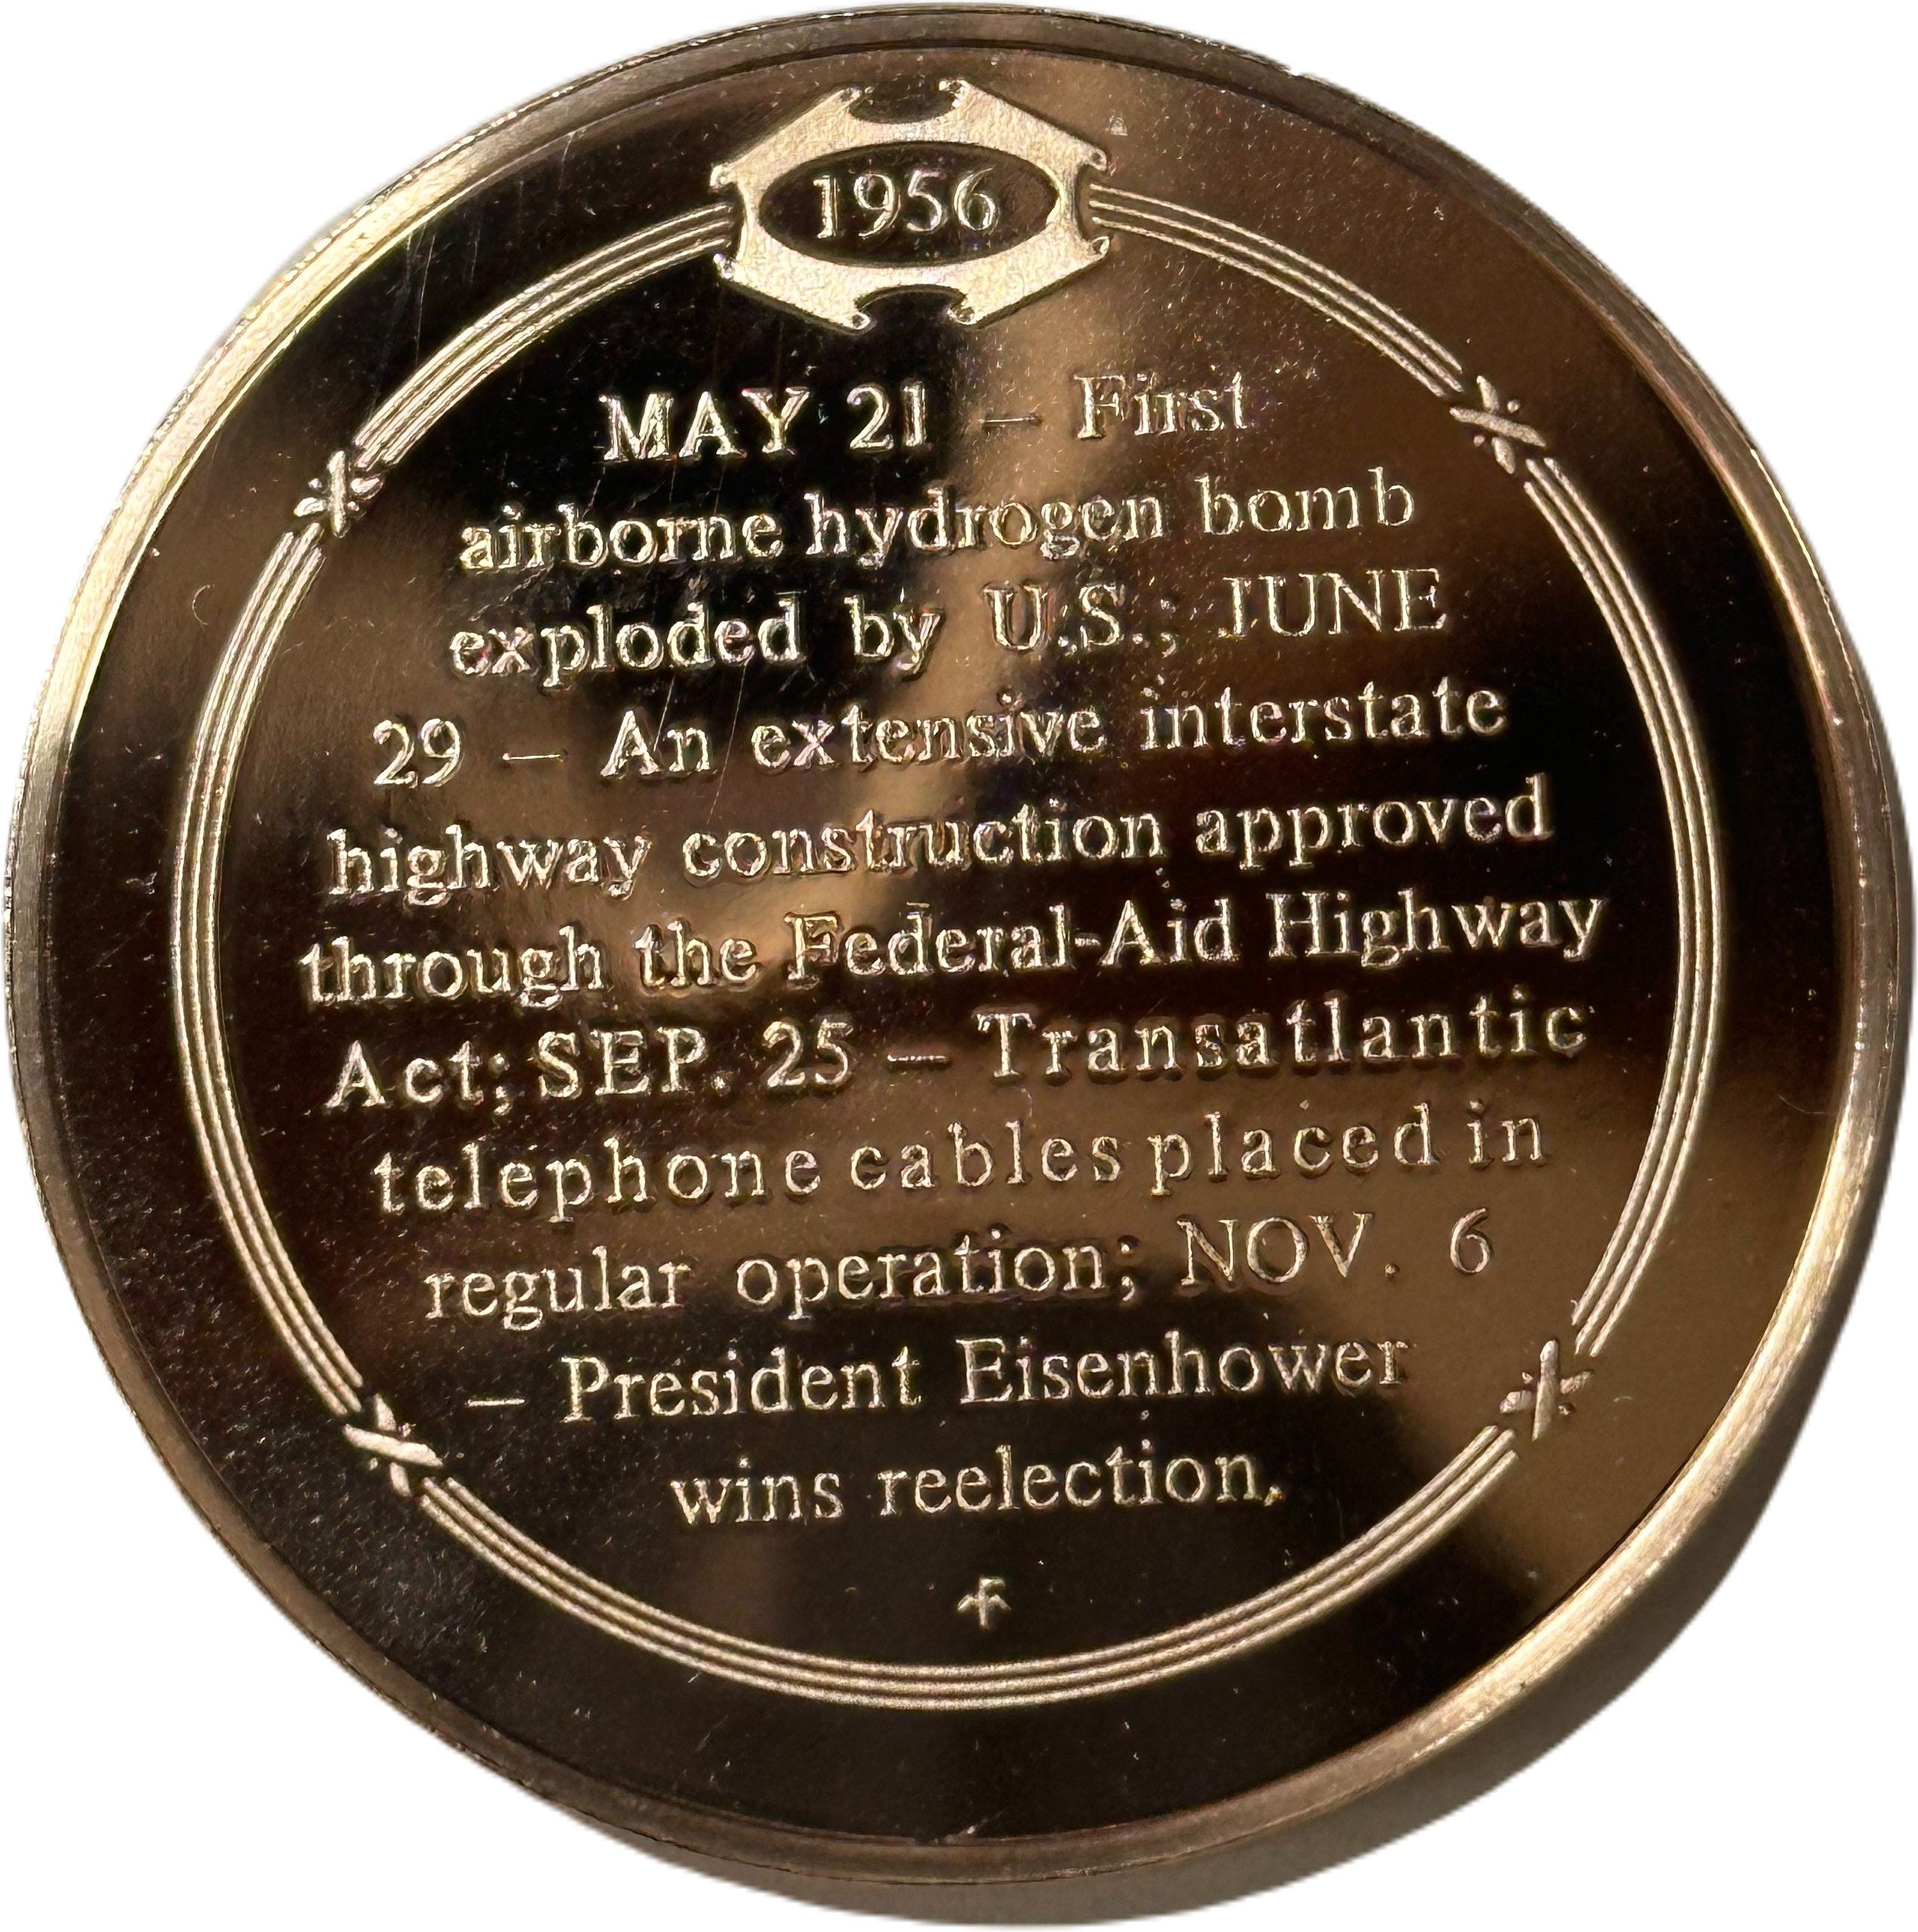 1956
MAY 21 – First
airborne hydrogen bomb
exploded by U.S.; JUNE
29 – An extensive interstate
highway construction approved
through the Federal-Aid Highway
Act; SEP. 25 – Transatlantic
telephone cables placed in
regular operation; NOV. 6
– President Eisenhower
wins reelection.